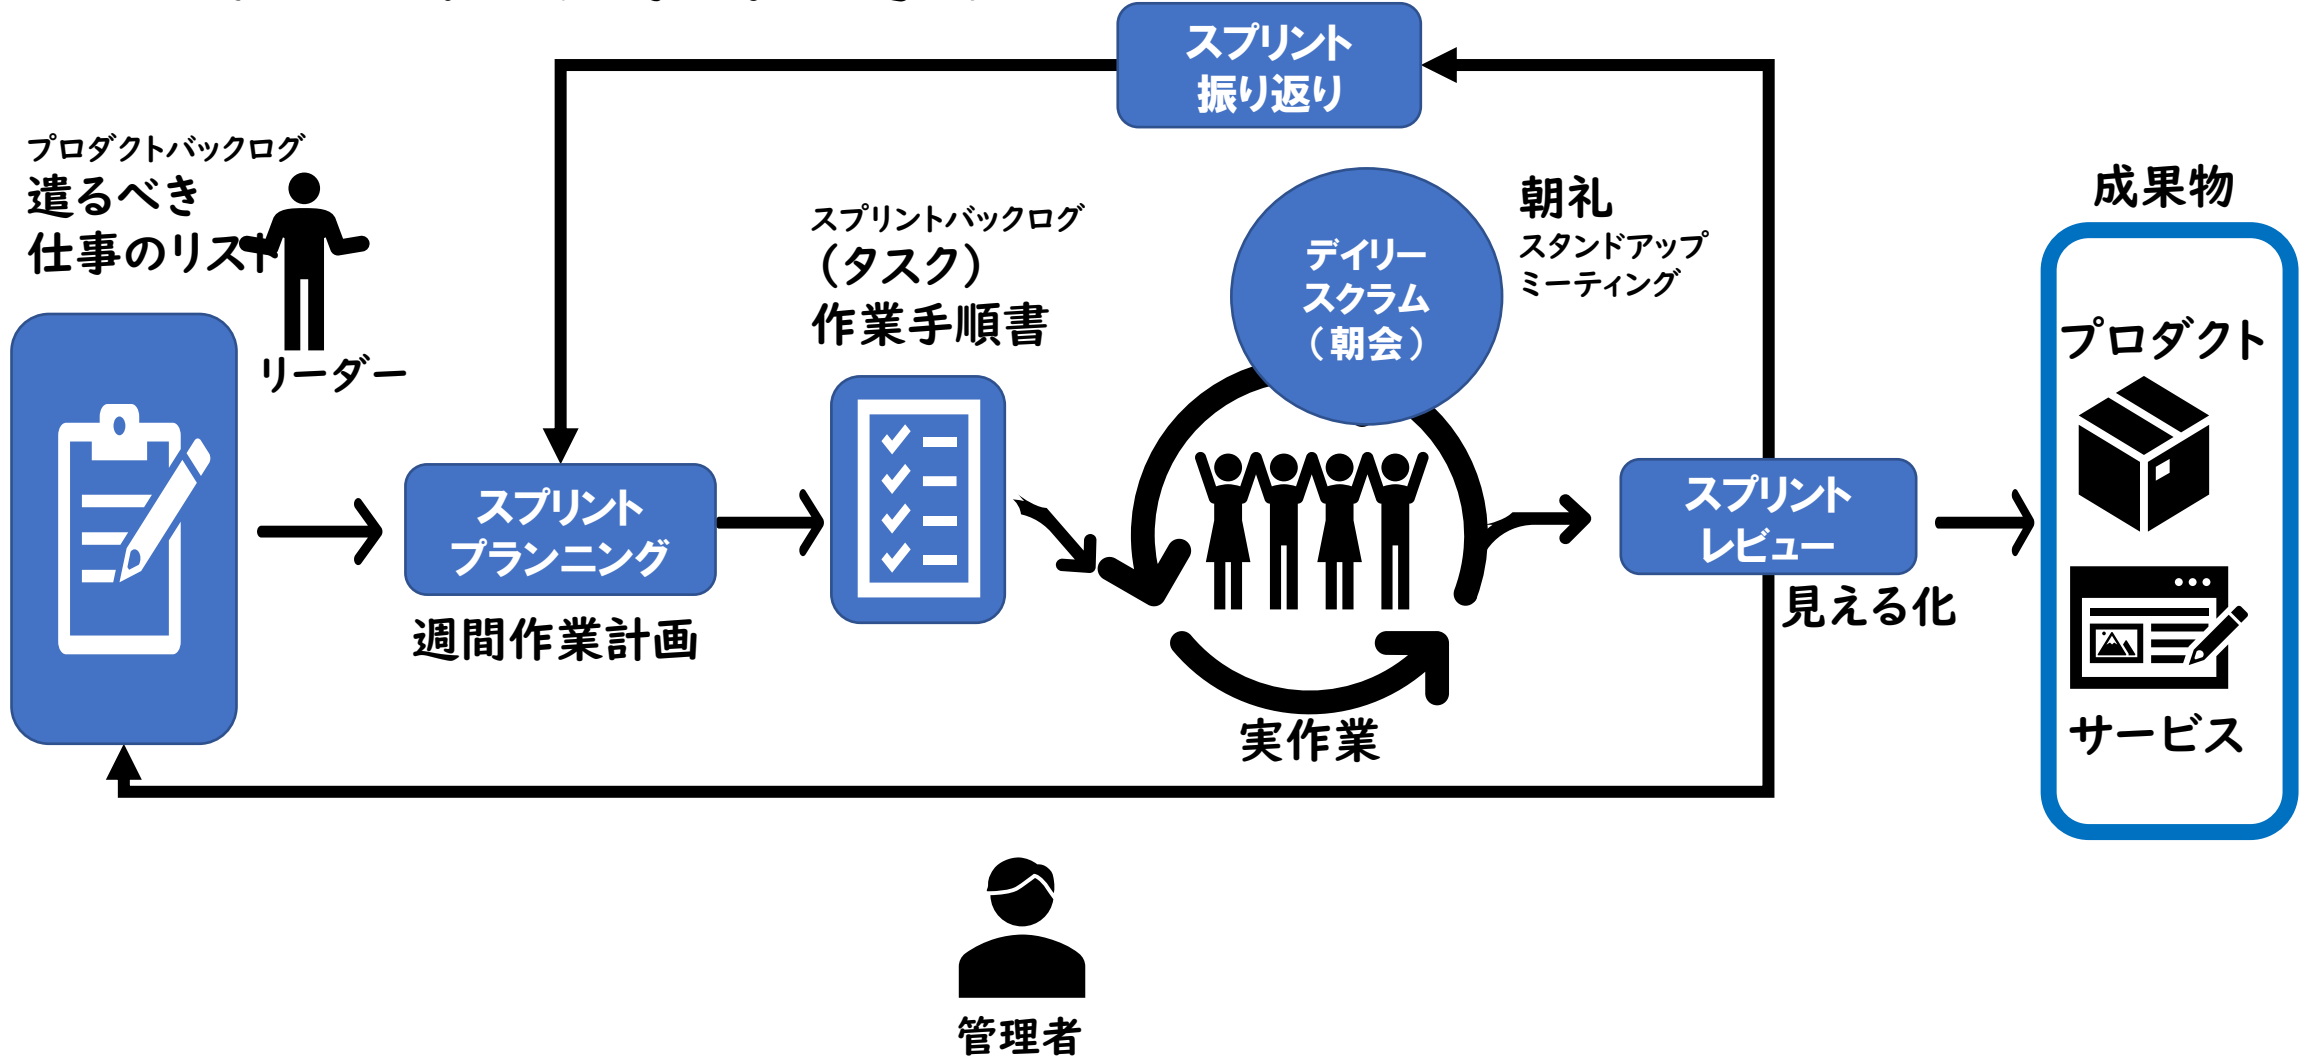 スプリント
振り返り
プロダクトバックログ
遣るべき
仕事のリスト
リーダー
スプリント
プランニング
週間作業計画
スプリントバックログ
（タスク）
作業手順書
デイリー
スクラム
（朝会）
朝礼
スタンドアップ
ミーティング
実作業
スプリント
レビュー
見える化
成果物
プロダクト
サービス
管理者